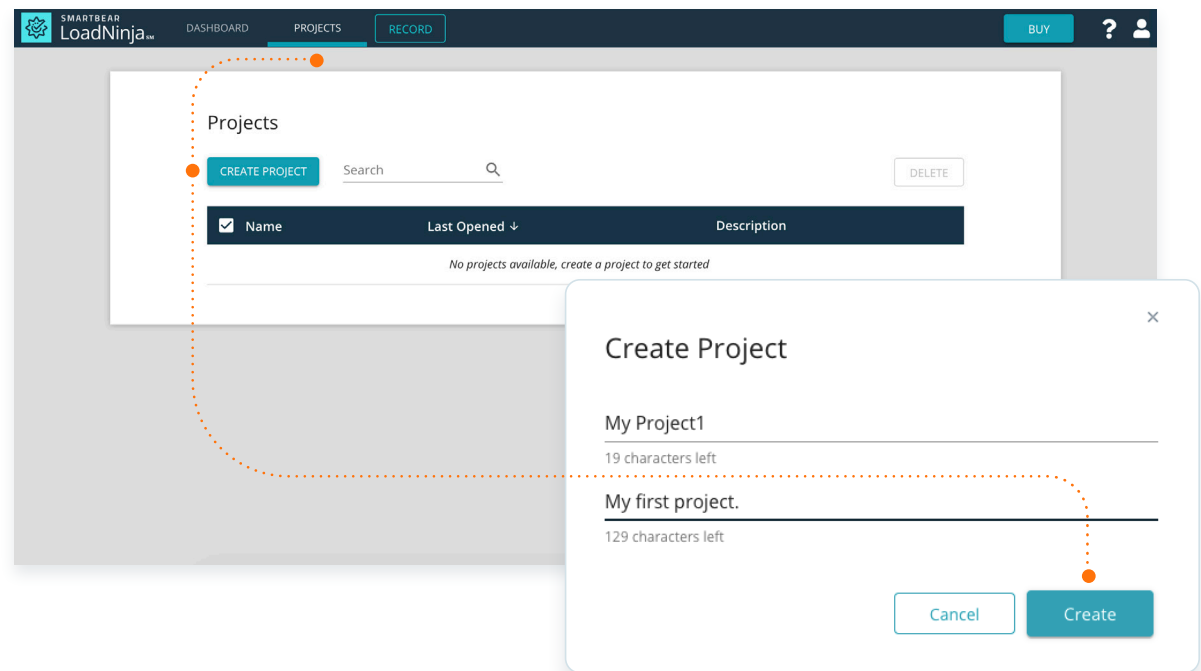 SMARTBEAR
LoadNinja SM
DASHBOARD PROJECTS RECORD BUY ?
Projects
CREATE PROJECT Search DELETE
Name Last Opened ↓ Description
No projects available, create a project to get started
×
Create Project
My Project1
19 characters left
My first project.
129 characters left
Cancel Create